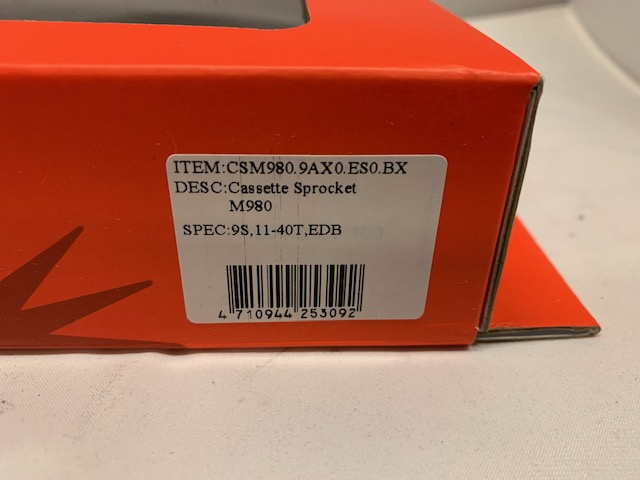 ITEM:CSM980.9AX0.ES0.BX
DESC:Cassette Sprocket
M980
SPEC:9S,11-40T,EDB
4 710944 253092